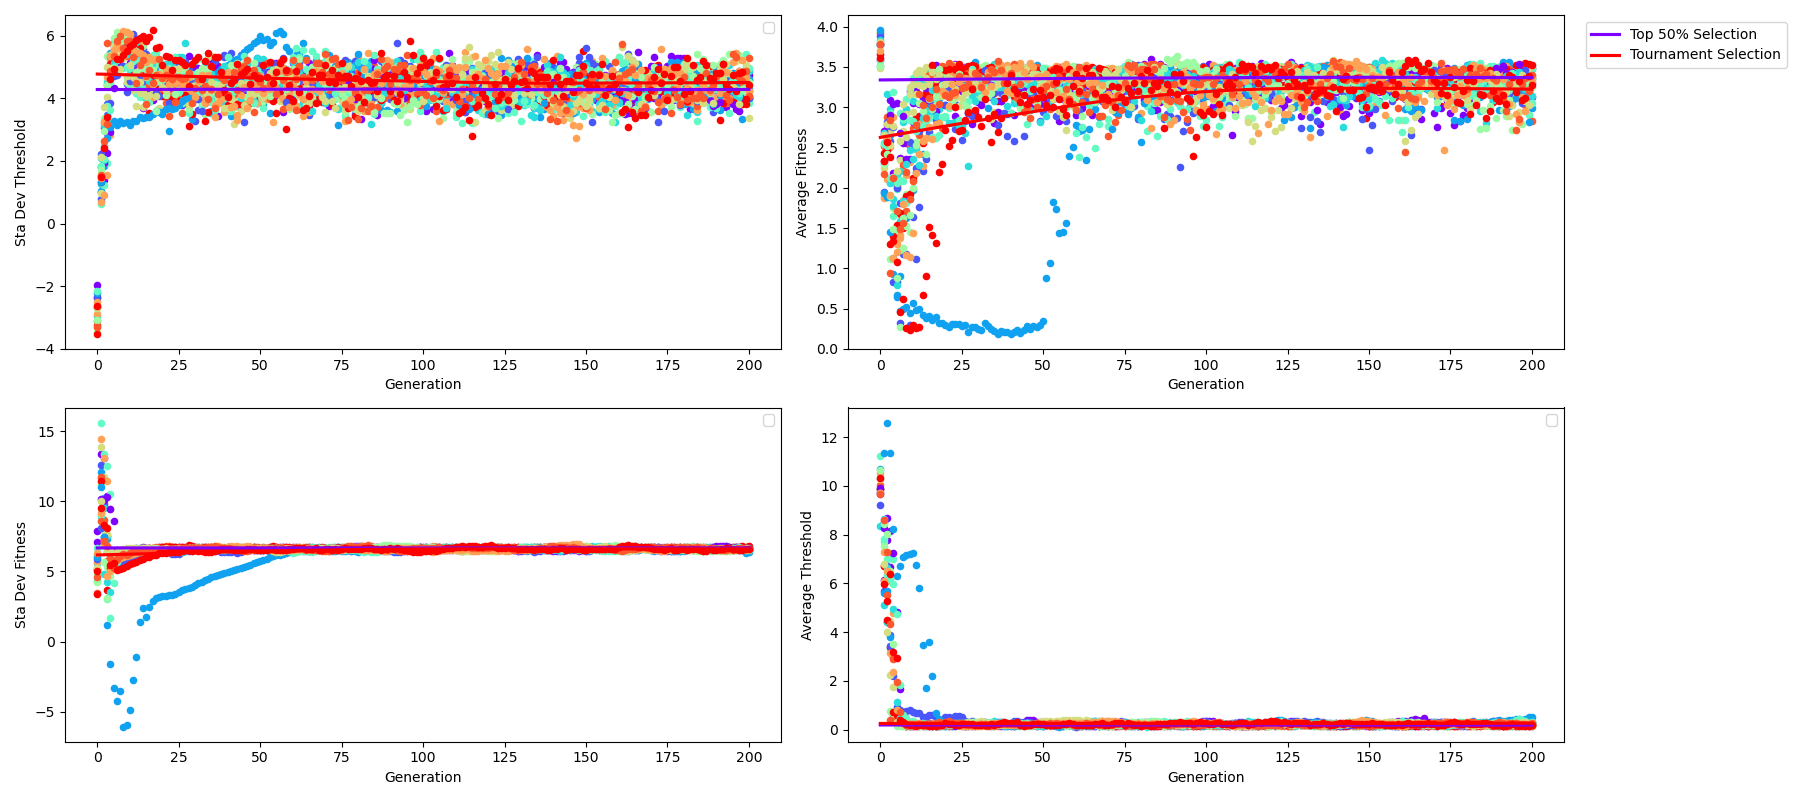 6
4
2
0
−2
−4
Sta Dev Threshold
0 25 50 75 100 125 150 175 200
Generation
4.0
3.5
3.0
2.5
2.0
1.5
1.0
0.5
0.0
Average Fitness
0 25 50 75 100 125 150 175 200
Generation
Top 50% Selection
Tournament Selection
15
10
5
0
−5
Sta Dev Fitness
0 25 50 75 100 125 150 175 200
Generation
12
10
8
6
4
2
0
Average Threshold
0 25 50 75 100 125 150 175 200
Generation